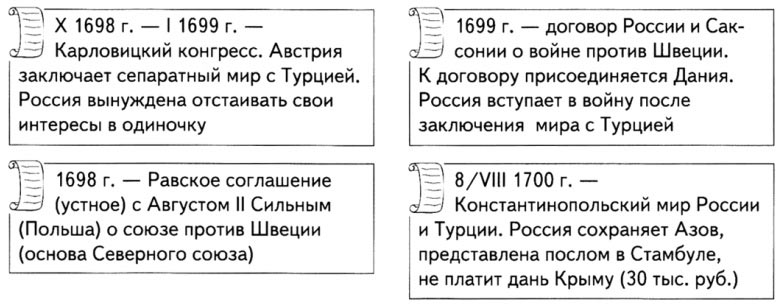 X 1698 г. — I 1699 г. —
Карловицкий конгресс. Австрия
заключает сепаратный мир с Турцией.
Россия вынуждена отстаивать свои
интересы в одиночку
1698 г. — Равское соглашение
(устное) с Августом II Сильным
(Польша) о союзе против Швеции
(основа Северного союза)
1699 г. — договор России и Сак-
сонии о войне против Швеции.
К договору присоединяется Дания.
Россия вступает в войну после
заключения мира с Турцией
8/VIII 1700 г. —
Константинопольский мир России
и Турции. Россия сохраняет Азов,
представлена послом в Стамбуле,
не платит дань Крыму (30 тыс. руб.)